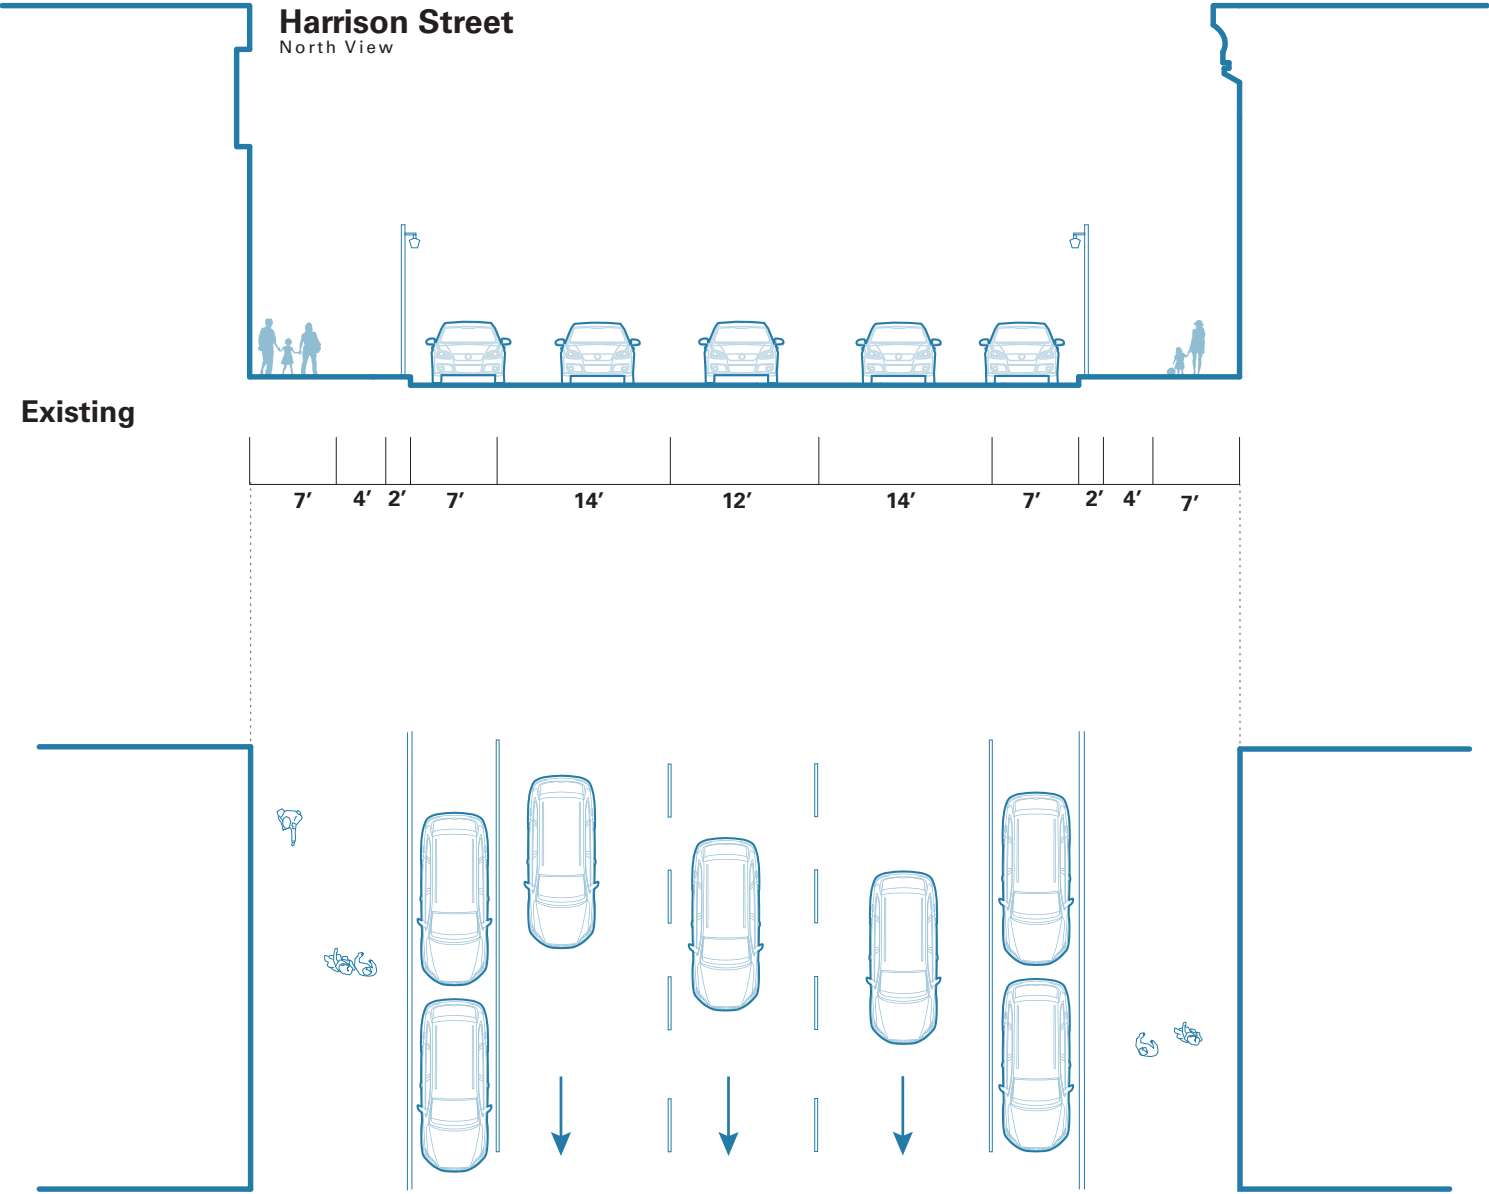 Harrison Street
North View
Existing
7′ 4′ 2′ 7′ 14′ 12′ 14′ 7′ 2′ 4′ 7′